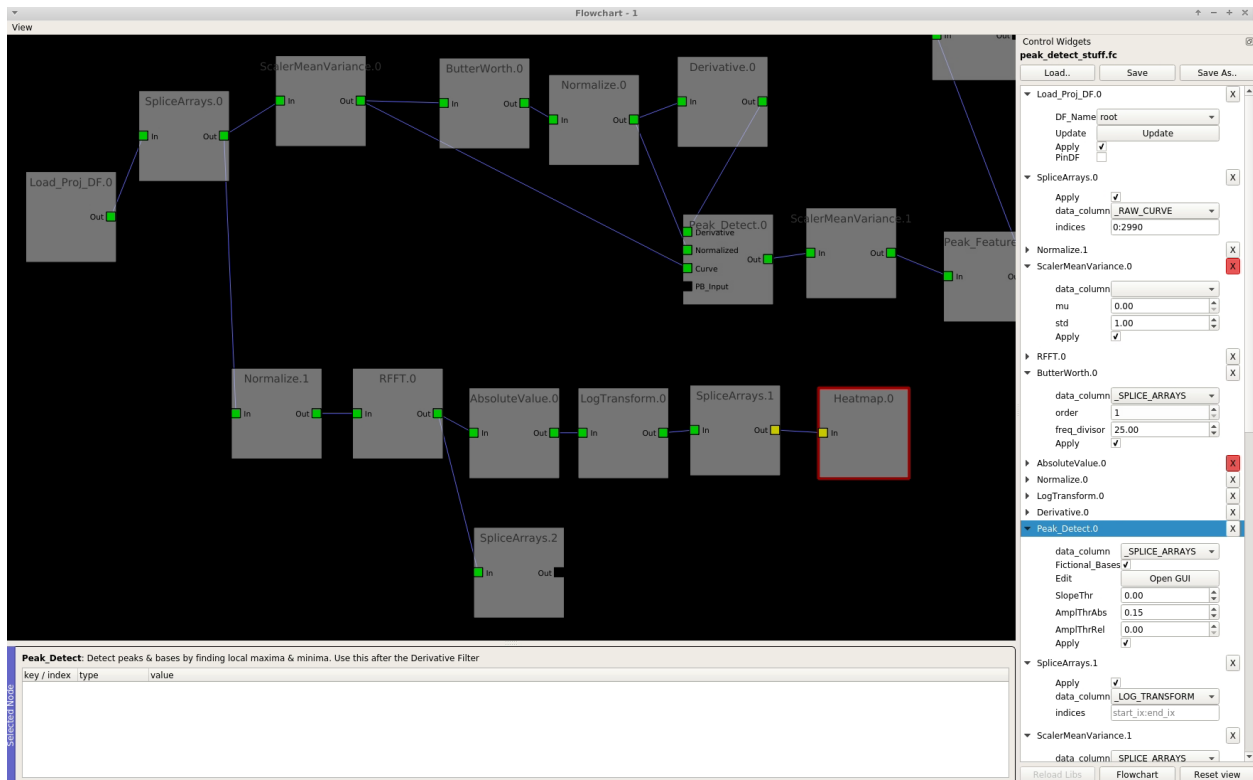 Flowchart - 1
View
In
Out
ScalerMeanVariance.0
In
Out
ButterWorth.0
In
Out
Normalize.0
In
Out
Derivative.0
In
Out
SpliceArrays.0
In
Out
Load_Proj_DF.0
Out
Peak_Detect.0
Derivative
Normalized
Curve
PB_Input
Out
ScalerMeanVariance.1
In
Out
Peak_Feature
In
Normalize.1
In
Out
RFFT.0
In
Out
AbsoluteValue.0
In
Out
LogTransform.0
In
Out
SpliceArrays.1
In
Out
Heatmap.0
In
SpliceArrays.2
In
Out
Selected Node
Peak_Detect: Detect peaks & bases by finding local maxima & minima. Use this after the Derivative Filter
key / index type value
Control Widgets
peak_detect_stuff.fc
Load.. Save Save As..
Load_Proj_DF.0 X
DF_Name root
Update Update
Apply
PinDF
SpliceArrays.0 X
Apply
data_column _RAW_CURVE
indices 0:2990
Normalize.1 X
ScalerMeanVariance.0 X
data_column
mu 0.00
std 1.00
Apply
RFFT.0 X
ButterWorth.0 X
data_column _SPLICE_ARRAYS
order 1
freq_divisor 25.00
Apply
AbsoluteValue.0 X
Normalize.0 X
LogTransform.0 X
Derivative.0 X
Peak_Detect.0 X
data_column _SPLICE_ARRAYS
Fictional_Bases
Edit Open GUI
SlopeThr 0.00
AmplThrAbs 0.15
AmplThrRel 0.00
Apply
SpliceArrays.1 X
Apply
data_column _LOG_TRANSFORM
indices start_ix:end_ix
ScalerMeanVariance.1 X
data_column SPLICE_ARRAYS
Reload Libs Flowchart Reset view